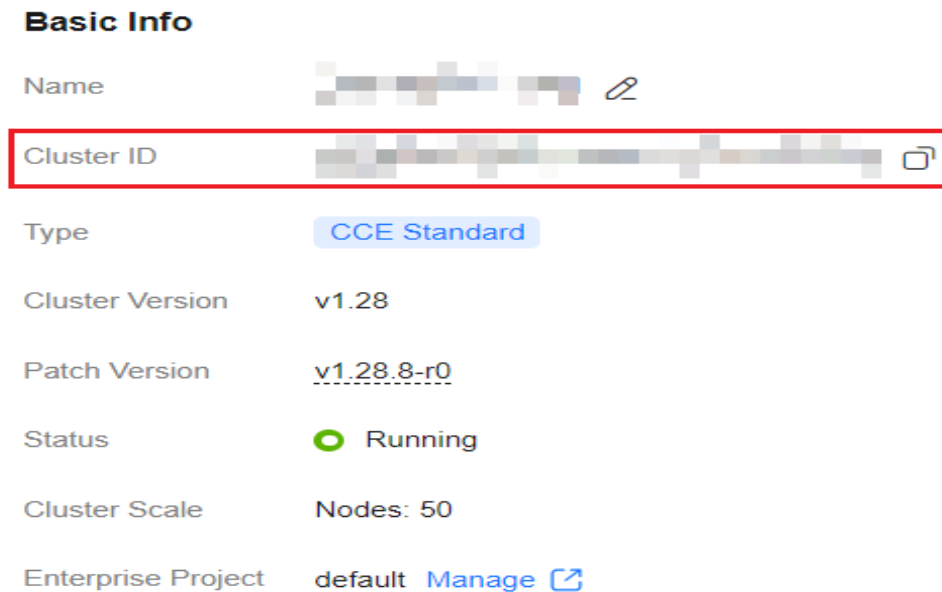 Basic Info
Name
Cluster ID
Type CCE Standard
Cluster Version v1.28
Patch Version v1.28.8-r0
Status Running
Cluster Scale Nodes: 50
Enterprise Project default Manage